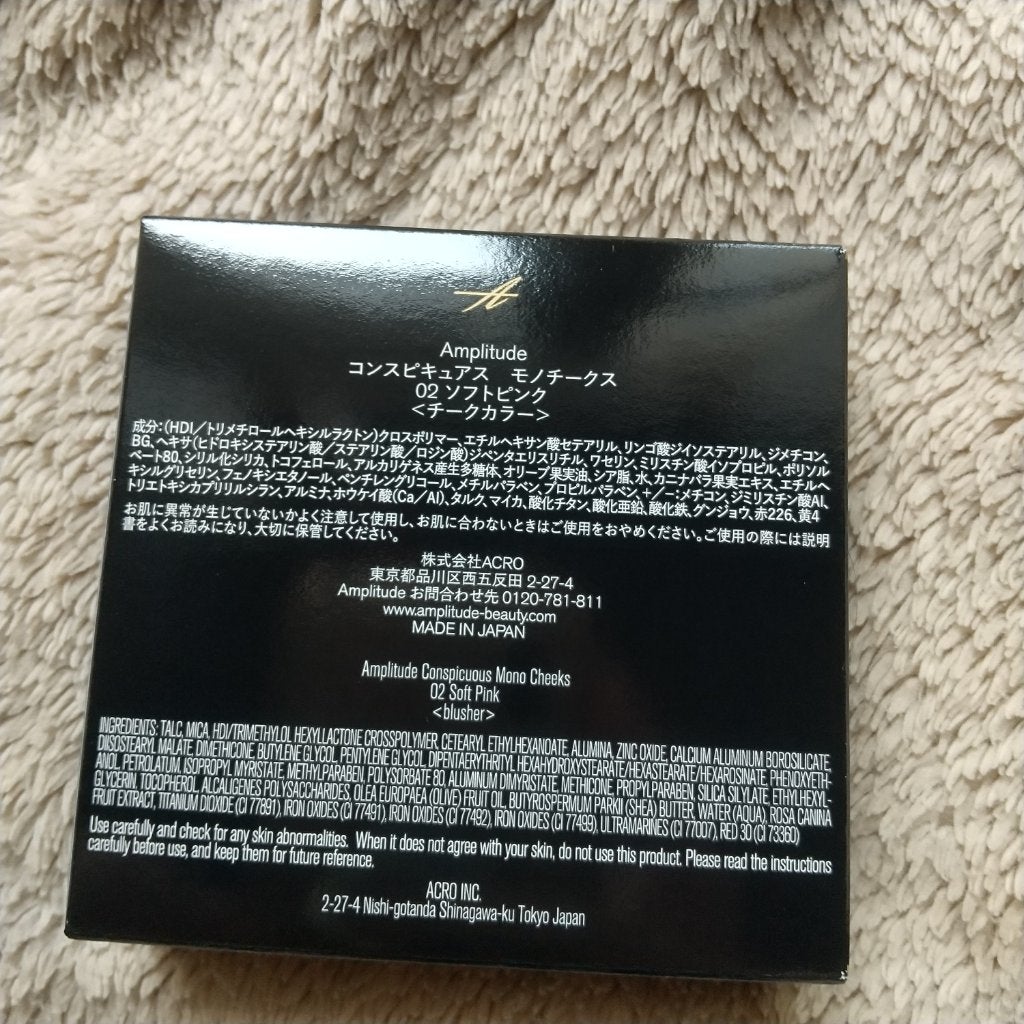 Amplitude
コンスピキュアス モノチークス
02 ソフトピンク
<チークカラー>
成分:(HDI/トリメチロールヘキシルラクトン)クロスポリマー、エチルヘキサン酸セテアリル、リンゴ酸ジイソステアリル、ジメチコン、
BG、ヘキサ(ヒドロキシステアリン酸/ステアリン酸/ロジン酸)ジペンタエリスリチル、ワセリン、ミリスチン酸イソプロピル、ポリソル
ベート80、シリル化シリカ、トコフェロール、アルカリゲネス産生多糖体、オリーブ果実油、シア脂、水、カニナバラ果実エキス、エチルヘ
キシルグリセリン、フェノキシエタノール、ペンチレングリコール、メチルパラベン、プロピルパラベン、+/-:メチコン、ジミリスチン酸Al、
トリエトキシカプリリルシラン、アルミナ、ホウケイ酸(Ca/Al)、タルク、マイカ、酸化チタン、酸化亜鉛、酸化鉄、グンジョウ、赤226、黄4
お肌に異常が生じていないかよく注意して使用し、お肌に合わないときはご使用をおやめください。ご使用の際には説明
書をよくお読みになり、大切に保管してください。
株式会社ACRO
東京都品川区西五反田 2-27-4
Amplitude お問合わせ先 0120-781-811
www.amplitude-beauty.com
MADE IN JAPAN
Amplitude Conspicuous Mono Cheeks
02 Soft Pink
<blusher>
INGREDIENTS: TALC, MICA, HDI/TRIMETHYLOL HEXYLLACTONE CROSSPOLYMER, CETEARYL ETHYLHEXANOATE, ALUMINA, ZINC OXIDE, CALCIUM ALUMINUM BOROSILICATE,
DIISOSTEARYL MALATE, DIMETHICONE, BUTYLENE GLYCOL, PENTYLENE GLYCOL, DIPENTAERYTHRITYL HEXAHYDROXYSTEARATE/HEXASTEARATE/HEXAROSINATE, PHENOXYETH-
ANOL, PETROLATUM, ISOPROPYL MYRISTATE, METHYLPARABEN, POLYSORBATE 80, ALUMINUM DIMYRISTATE, METHICONE, PROPYLPARABEN, SILICA SILYLATE, ETHYLHEXYL-
GLYCERIN, TOCOPHEROL, ALCALIGENES POLYSACCHARIDES, OLEA EUROPAEA (OLIVE) FRUIT OIL, BUTYROSPERMUM PARKII (SHEA) BUTTER, WATER (AQUA), ROSA CANINA
FRUIT EXTRACT, TITANIUM DIOXIDE (CI 77891), IRON OXIDES (CI 77491), IRON OXIDES (CI 77492), IRON OXIDES (CI 77499), ULTRAMARINES (CI 77007), RED 30 (CI 73360)
Use carefully and check for any skin abnormalities. When it does not agree with your skin, do not use this product. Please read the instructions
carefully before use, and keep them for future reference.
ACRO INC.
2-27-4 Nishi-gotanda Shinagawa-ku Tokyo Japan